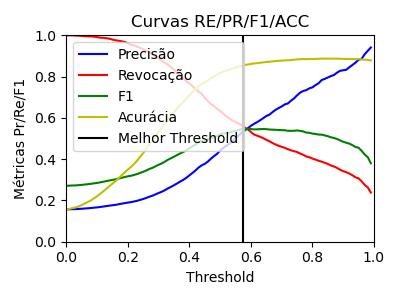 Curvas RE/PR/F1/ACC
Métricas Pr/Re/F1
1.0
0.8
0.6
0.4
0.2
0.0
Precisão
Revocação
F1
Acurácia
Melhor Threshold
0.0 0.2 0.4 0.6 0.8 1.0
Threshold